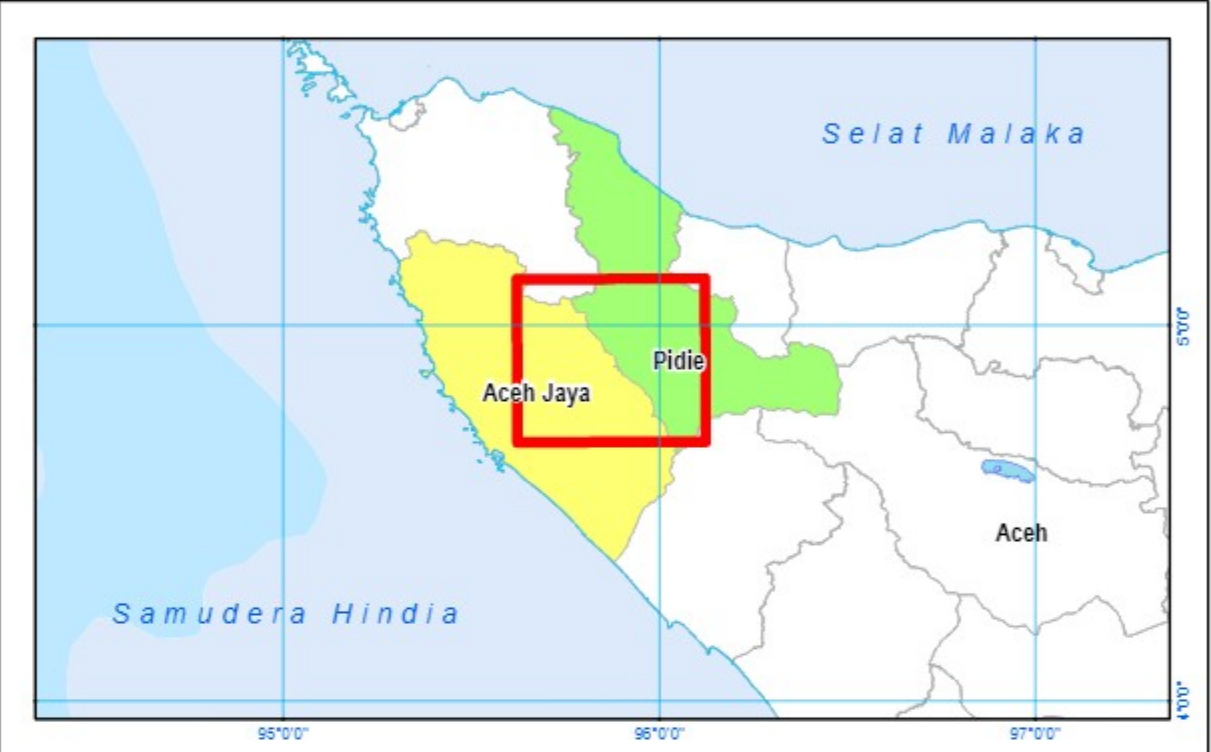 Selat Malaka
5°0'0"
Pidie
Aceh Jaya
Aceh
Samudera Hindia
4°0'0"
95°0'0"
96°0'0"
97°0'0"